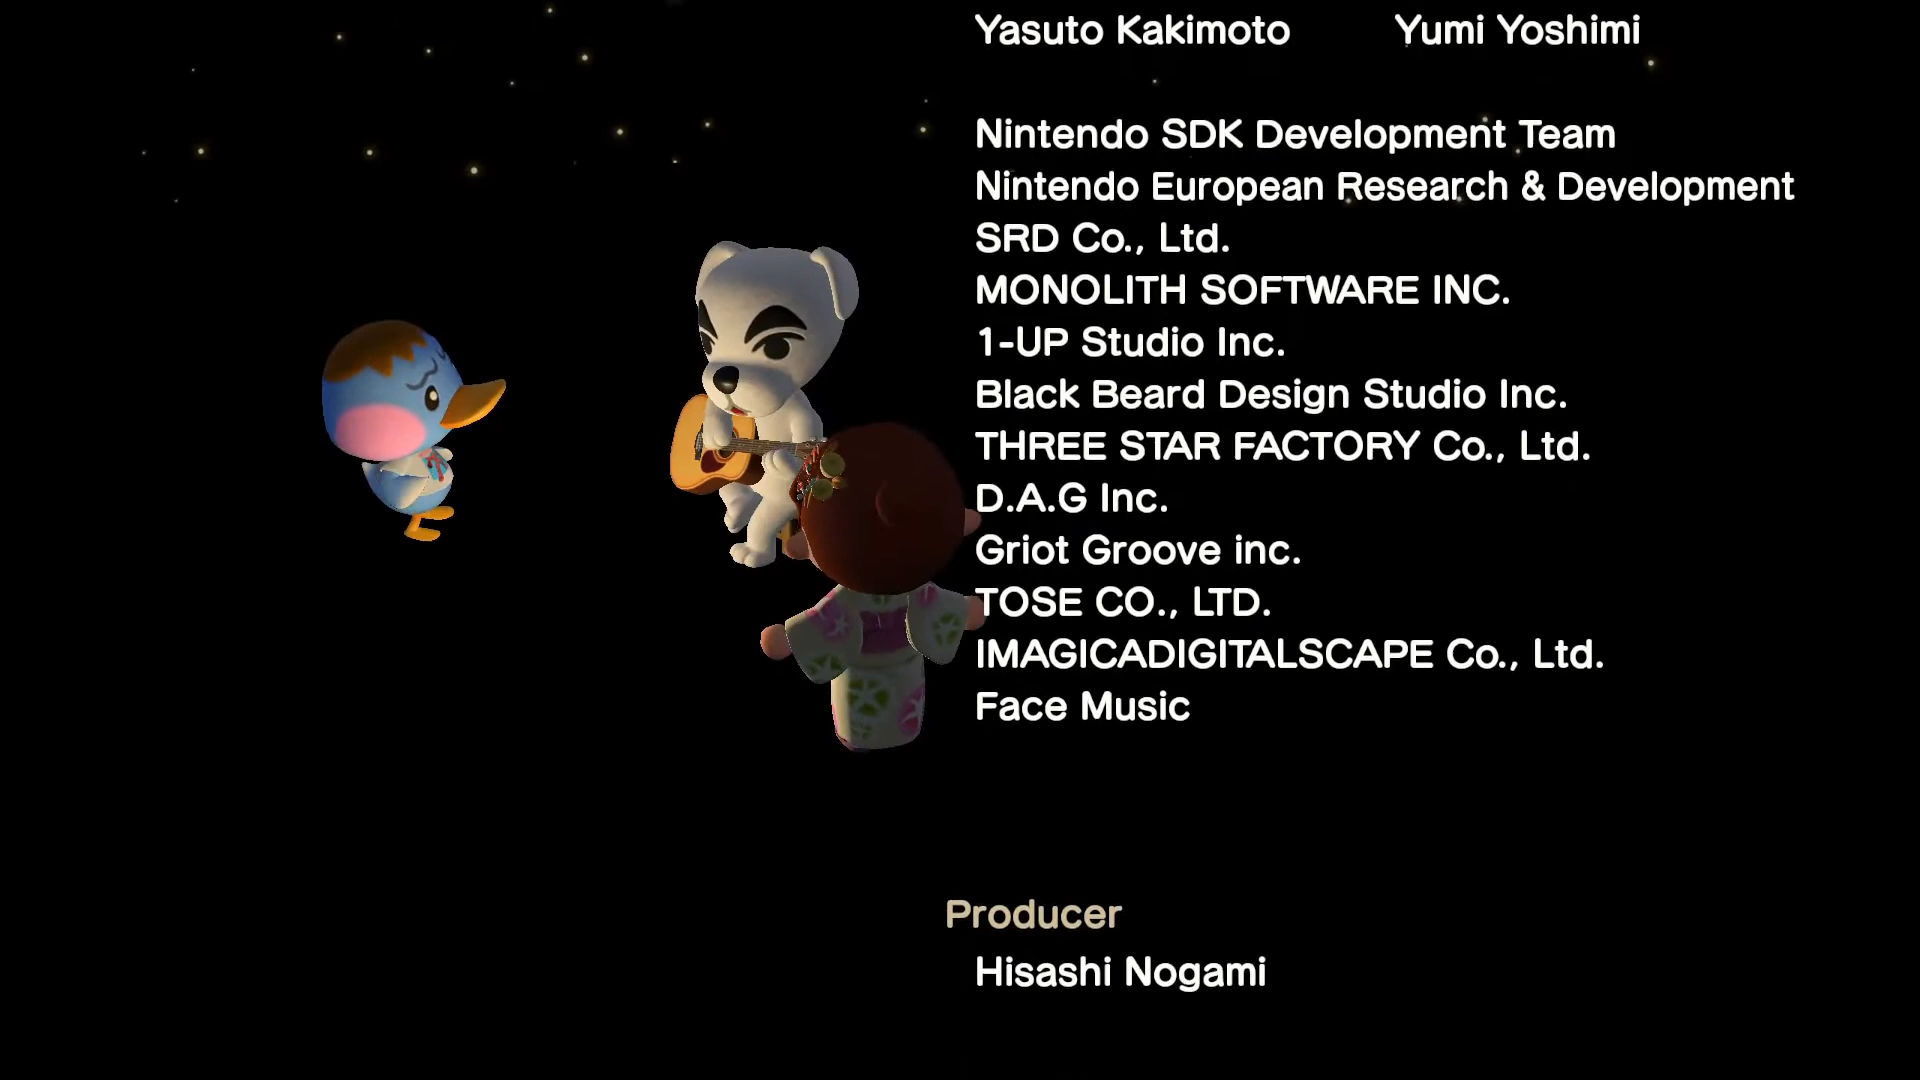 Yasuto Kakimoto Yumi Yoshimi
Nintendo SDK Development Team
Nintendo European Research & Development
SRD Co., Ltd.
MONOLITH SOFTWARE INC.
1-UP Studio Inc.
Black Beard Design Studio Inc.
THREE STAR FACTORY Co., Ltd.
D.A.G Inc.
Griot Groove inc.
TOSE CO., LTD.
IMAGICADIGITALSCAPE Co., Ltd.
Face Music
Producer
Hisashi Nogami